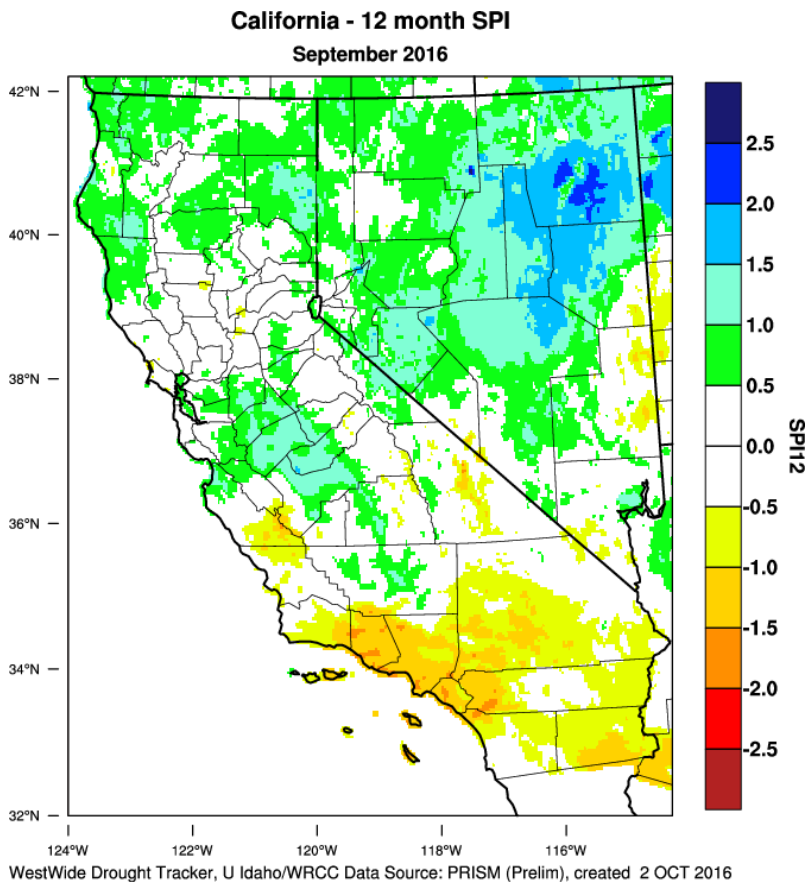 California - 12 month SPI
September 2016
42°N
40°N
38°N
36°N
34°N
32°N
124°W
122°W
120°W
118°W
116°W
2.5
2.0
1.5
1.0
0.5
0.0
-0.5
-1.0
-1.5
-2.0
-2.5
SPI12
WestWide Drought Tracker, U Idaho/WRCC Data Source: PRISM (Prelim), created 2 OCT 2016